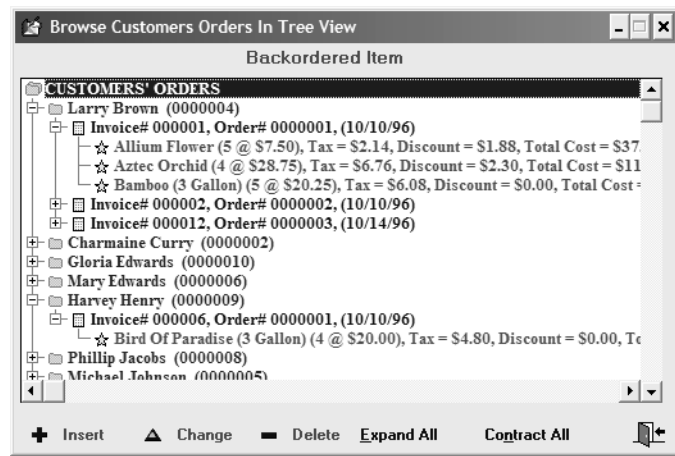 Browse Customers Orders In Tree View
Backordered Item
CUSTOMERS' ORDERS
Larry Brown (0000004)
Invoice# 000001, Order# 0000001, (10/10/96)
Allium Flower (5 @ $7.50), Tax = $2.14, Discount = $1.88, Total Cost = $37.
Aztec Orchid (4 @ $28.75), Tax = $6.76, Discount = $2.30, Total Cost = $11
Bamboo (3 Gallon) (5 @ $20.25), Tax = $6.08, Discount = $0.00, Total Cost =
Invoice# 000002, Order# 0000002, (10/10/96)
Invoice# 000012, Order# 0000003, (10/14/96)
Charmaine Curry (0000002)
Gloria Edwards (0000010)
Mary Edwards (0000006)
Harvey Henry (0000009)
Invoice# 000006, Order# 0000001, (10/10/96)
Bird Of Paradise (3 Gallon) (4 @ $20.00), Tax = $4.80, Discount = $0.00, To
Phillip Jacobs (0000008)
Michael Johnson (0000005)
Insert Change Delete Expand All Contract All